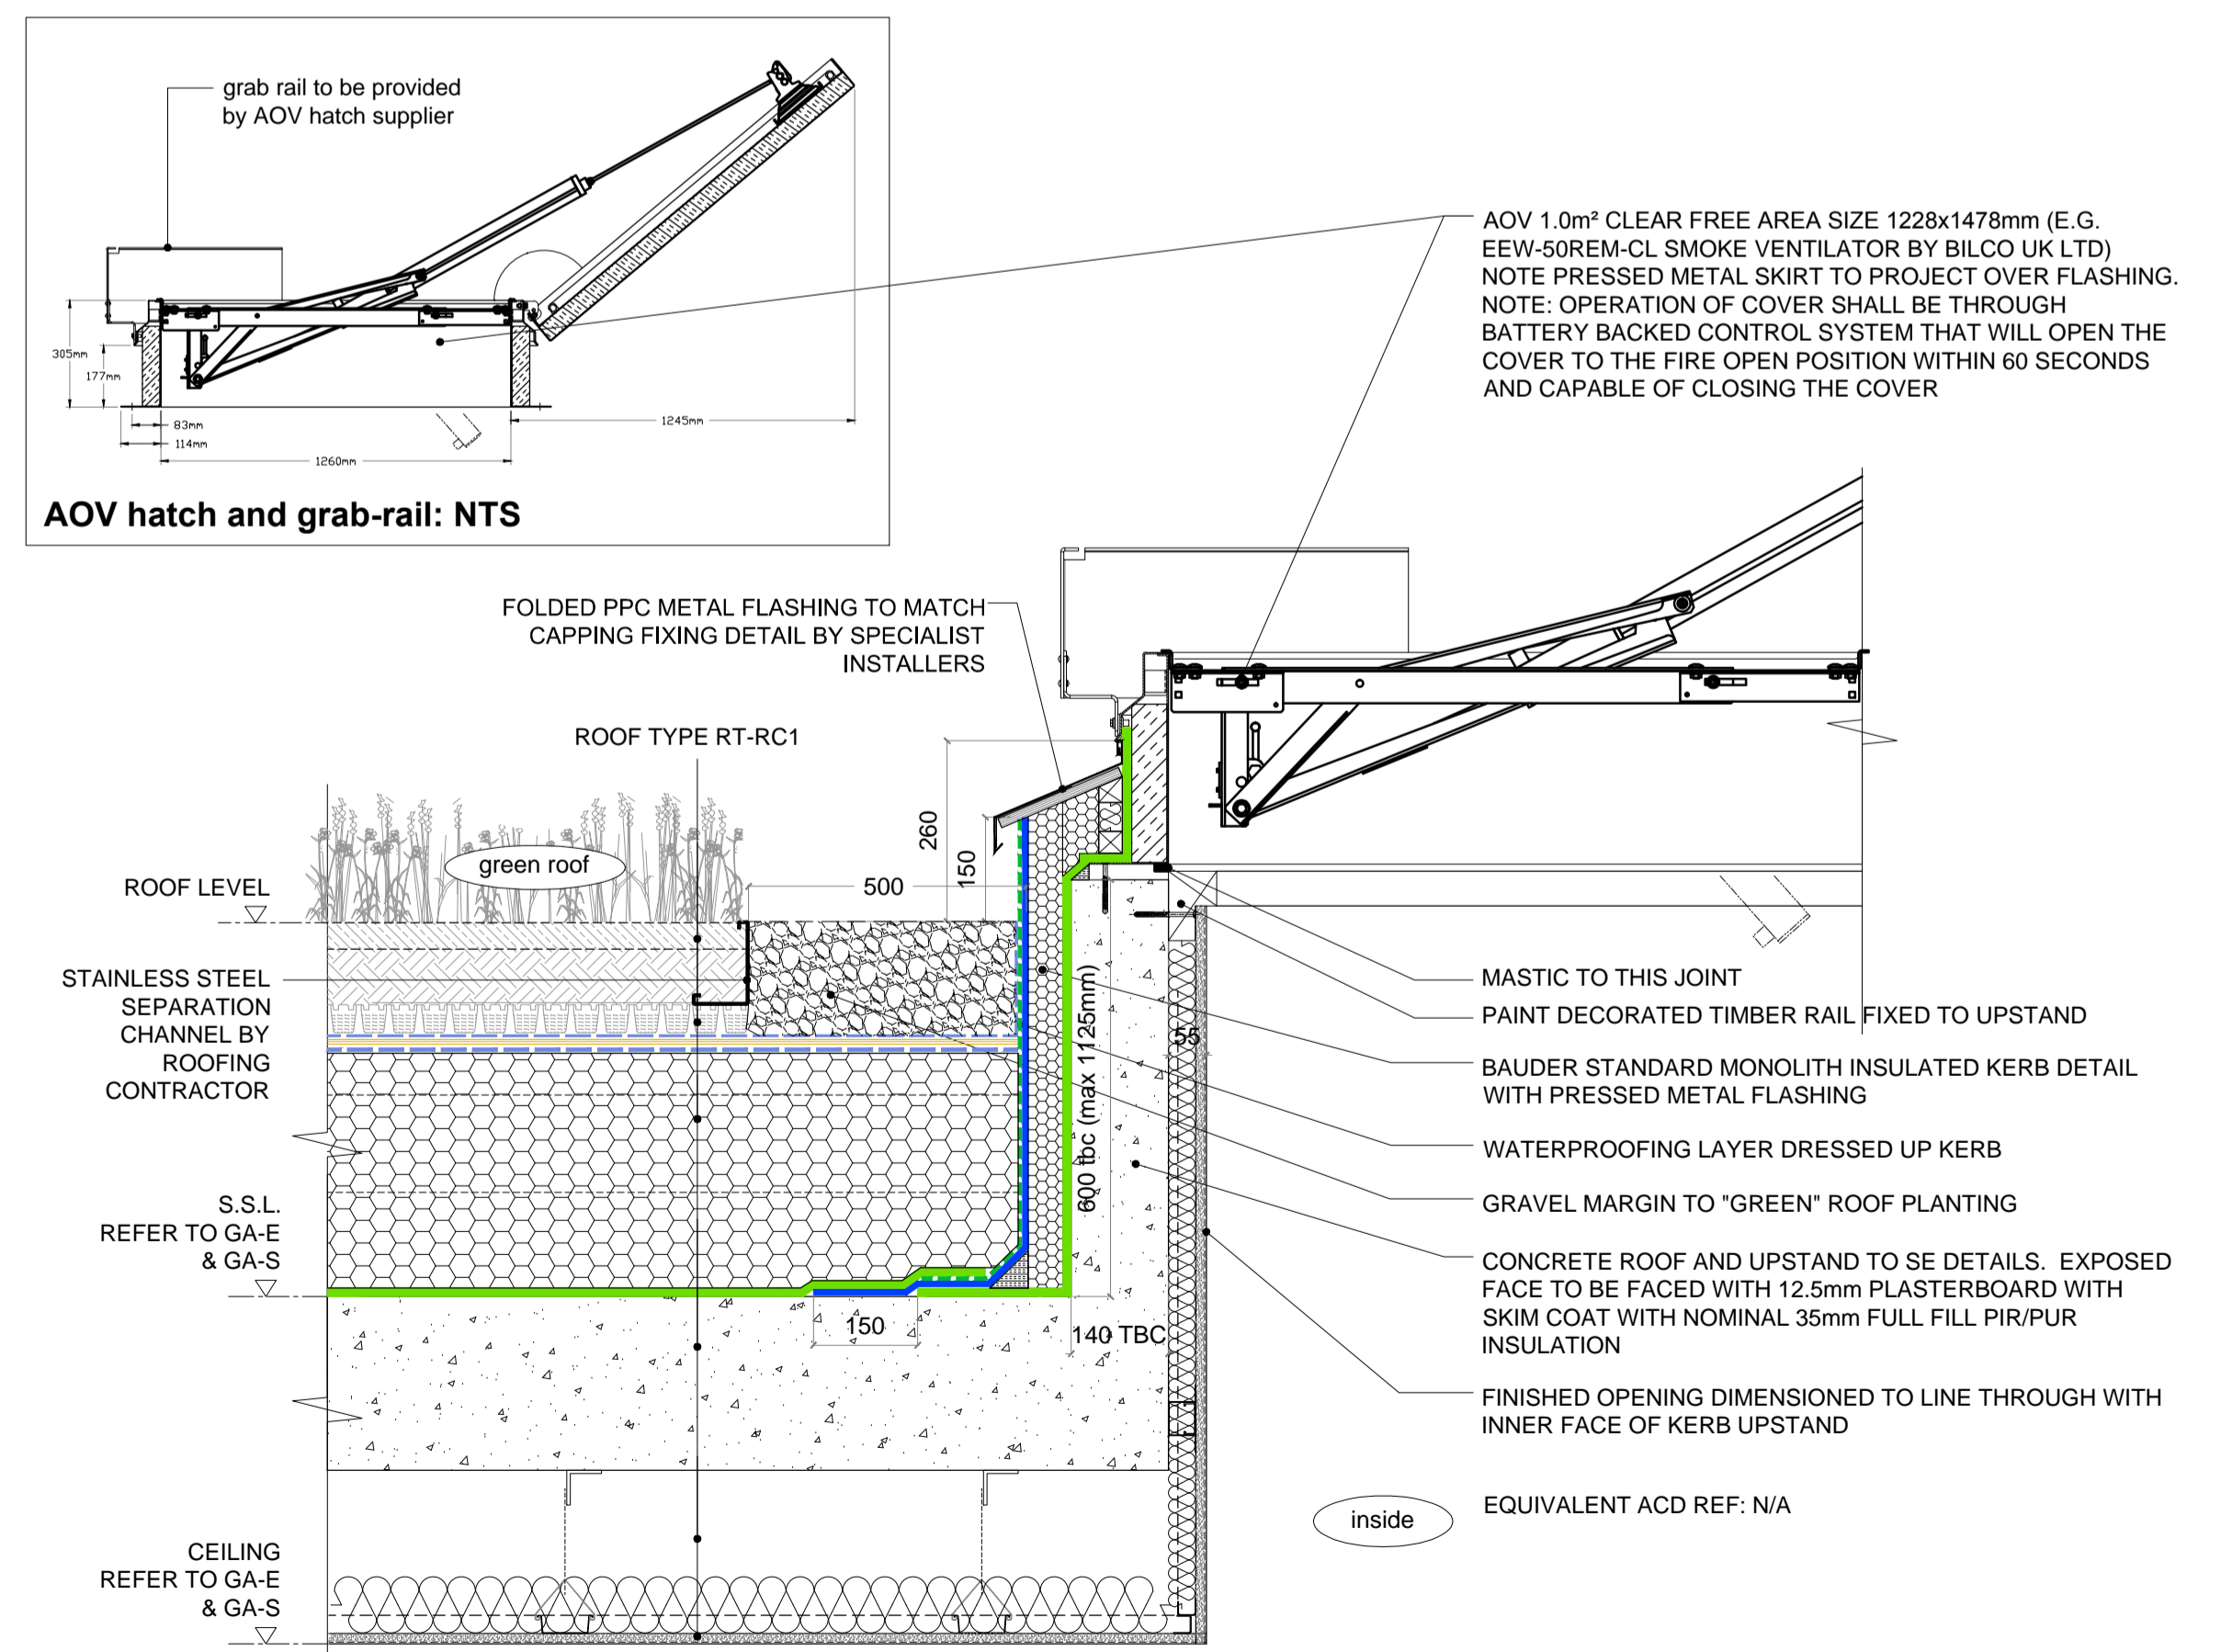 grab rail to be provided
by AOV hatch supplier
305mm
177mm
83mm
114mm
1260mm
1245mm
AOV hatch and grab-rail: NTS
AOV 1.0m² CLEAR FREE AREA SIZE 1228x1478mm (E.G.
EEW-50REM-CL SMOKE VENTILATOR BY BILCO UK LTD)
NOTE PRESSED METAL SKIRT TO PROJECT OVER FLASHING.
NOTE: OPERATION OF COVER SHALL BE THROUGH
BATTERY BACKED CONTROL SYSTEM THAT WILL OPEN THE
COVER TO THE FIRE OPEN POSITION WITHIN 60 SECONDS
AND CAPABLE OF CLOSING THE COVER
FOLDED PPC METAL FLASHING TO MATCH
CAPPING FIXING DETAIL BY SPECIALIST
INSTALLERS
ROOF TYPE RT-RC1
green roof
260
150
500
ROOF LEVEL
STAINLESS STEEL
SEPARATION
CHANNEL BY
ROOFING
CONTRACTOR
S.S.L.
REFER TO GA-E
& GA-S
600 tbc (max 1125mm)
55
150
140 TBC
MASTIC TO THIS JOINT
PAINT DECORATED TIMBER RAIL FIXED TO UPSTAND
BAUDER STANDARD MONOLITH INSULATED KERB DETAIL
WITH PRESSED METAL FLASHING
WATERPROOFING LAYER DRESSED UP KERB
GRAVEL MARGIN TO "GREEN" ROOF PLANTING
CONCRETE ROOF AND UPSTAND TO SE DETAILS. EXPOSED
FACE TO BE FACED WITH 12.5mm PLASTERBOARD WITH
SKIM COAT WITH NOMINAL 35mm FULL FILL PIR/PUR
INSULATION
FINISHED OPENING DIMENSIONED TO LINE THROUGH WITH
INNER FACE OF KERB UPSTAND
inside
EQUIVALENT ACD REF: N/A
CEILING
REFER TO GA-E
& GA-S